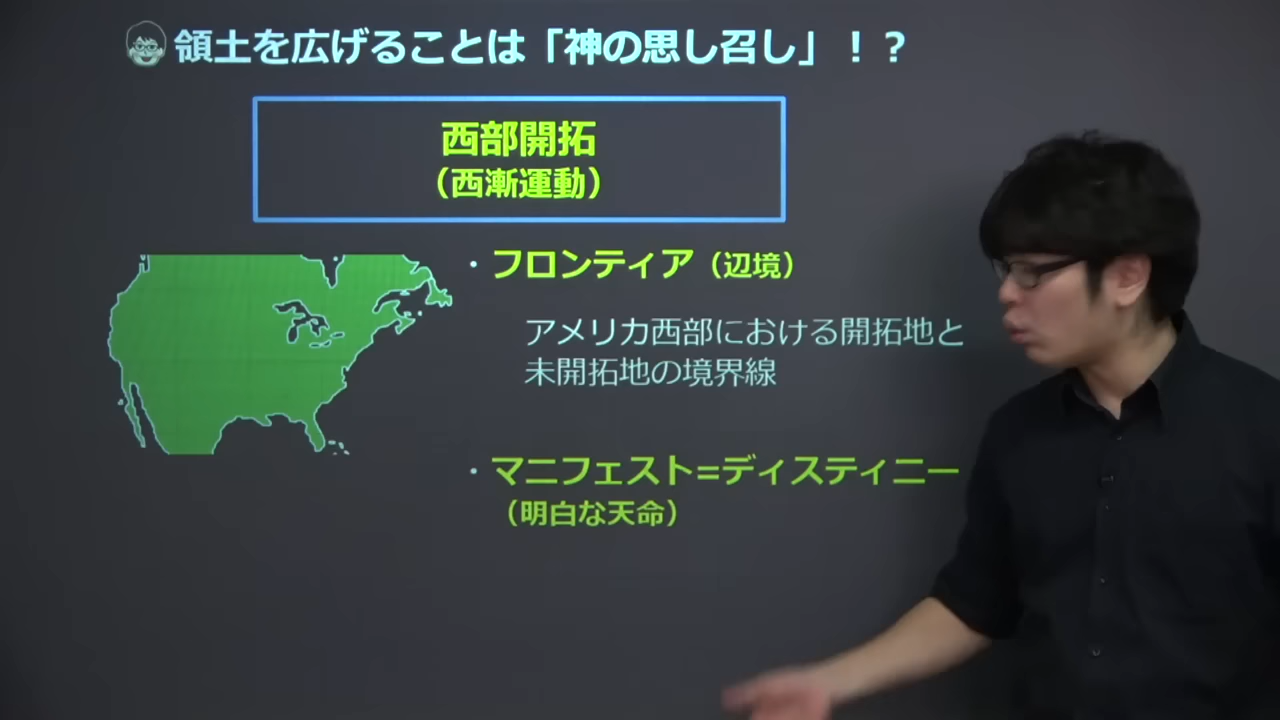 領土を広げることは「神の思し召し」！？
西部開拓
（西漸運動）
・フロンティア（辺境）
アメリカ西部における開拓地と
未開拓地の境界線
・マニフェスト=ディスティニー
（明白な天命）